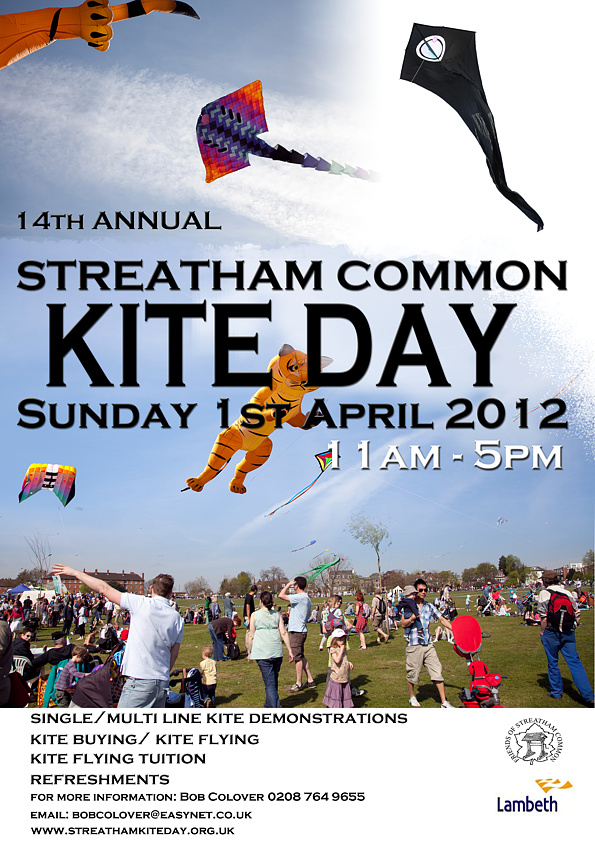 14TH ANNUAL
STREATHAM COMMON
KITE DAY
SUNDAY 1ST APRIL 2012
11AM - 5PM
SINGLE/MULTI LINE KITE DEMONSTRATIONS
KITE BUYING/ KITE FLYING
KITE FLYING TUITION
REFRESHMENTS
FOR MORE INFORMATION: BOB COLOVER 0208 764 9655
EMAIL: BOBCOLOVER@EASYNET.CO.UK
WWW.STREATHAMKITEDAY.ORG.UK
FRIENDS OF STREATHAM COMMON
Lambeth